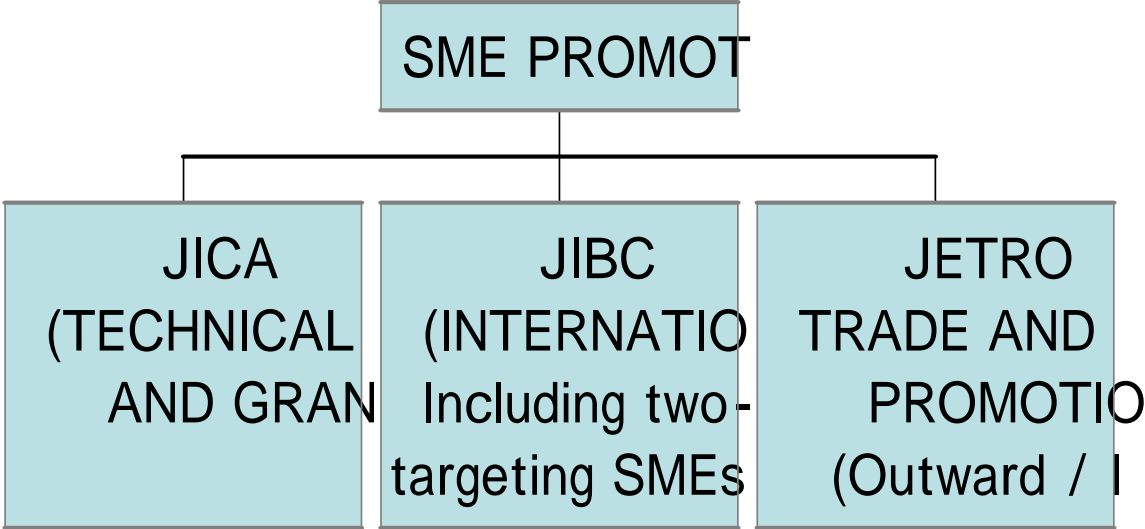 SME PROMOT
JICA
(TECHNICAL
AND GRAN
JIBC
(INTERNATIO
Including two-
targeting SMEs
JETRO
TRADE AND
PROMOTIO
(Outward / I